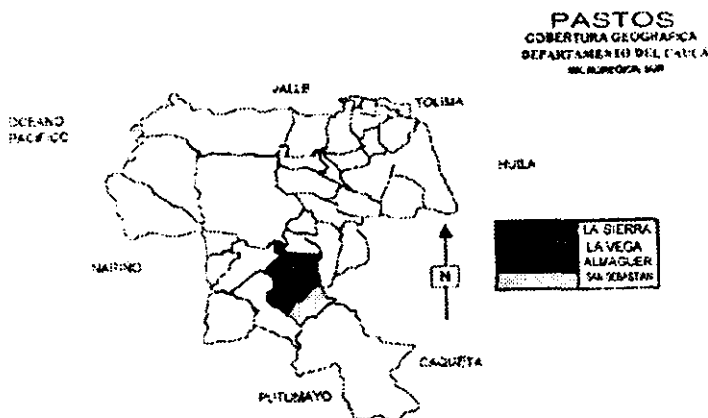 PASTOS
COBERTURA GEOGRAFICA
DEPARTAMENTO DEL CAUCA
VALLE
TOLIMA
OCEANO
PACIFICO
HUILA
LA SIERRA
LA VEGA
ALMAGUER
SAN SEBASTIAN
NARIÑO
N
CAQUETA
PUTUMAYO